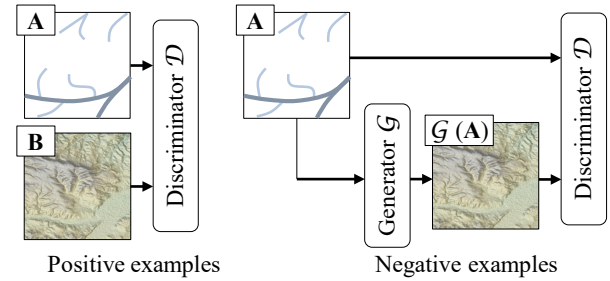 A
B
Discriminator 𝒟
Positive examples
A
Generator 𝒢
𝒢 (A)
Discriminator 𝒟
Negative examples